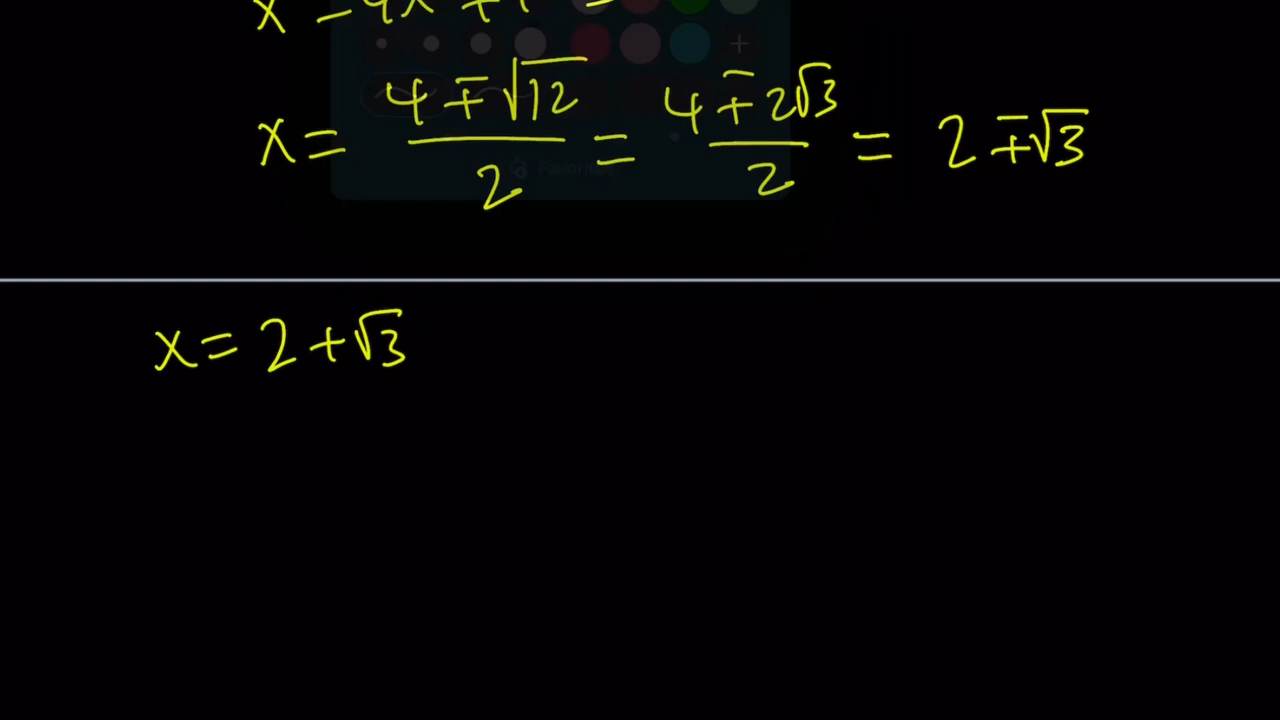 x = 4∓√12 / 2 = 4∓2√3 / 2 = 2∓√3
x = 2+√3